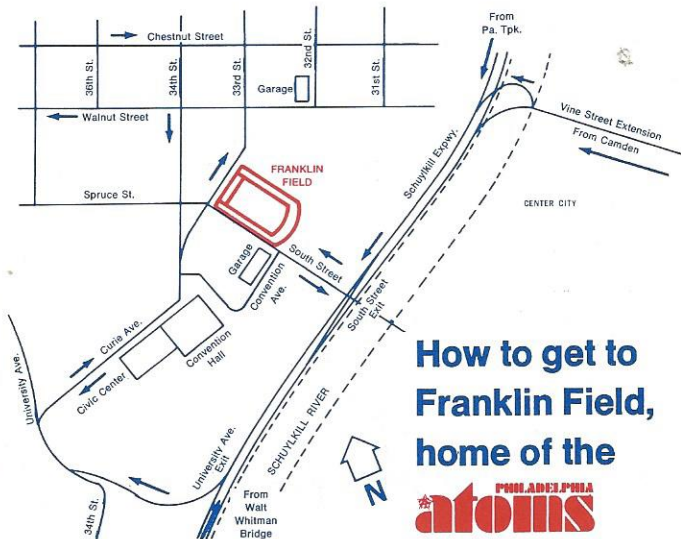 From
Pa. Tpk.
Chestnut Street
36th St.
34th St.
33rd St.
32nd St.
31st St.
Garage
Walnut Street
Schuylkill Expwy.
Vine Street Extension
From Camden
FRANKLIN
FIELD
Spruce St.
CENTER CITY
Garage
South Street
Convention
Ave.
South Street
Exit
Curie Ave.
Convention
Hall
Civic Center
University Ave.
How to get to
Franklin Field,
home of the
PHILADELPHIA
atoms
University Ave.
Exit
SCHUYLKILL RIVER
N
34th St.
From
Walt
Whitman
Bridge